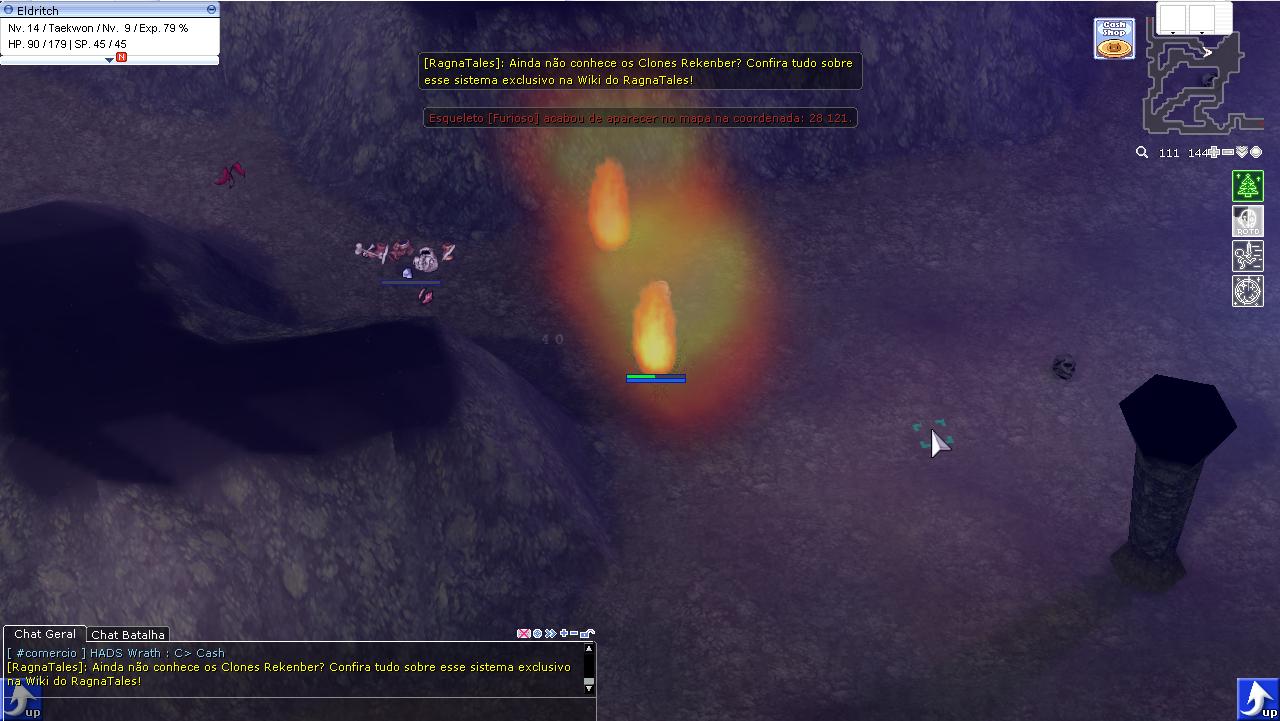 Eldritch
Nv. 14 / Taekwon / Nv. 9 / Exp. 79 %
HP. 90 / 179 | SP. 45 / 45
N
[RagnaTales]: Ainda não conhece os Clones Rekenber? Confira tudo sobre
esse sistema exclusivo na Wiki do RagnaTales!
Esqueleto [Furioso] acabou de aparecer no mapa na coordenada: 28 121.
Cash
Shop
111 144
ROTD
40
Chat Geral
Chat Batalha
[ #comercio ] HADS Wrath : C> Cash
[RagnaTales]: Ainda não conhece os Clones Rekenber? Confira tudo sobre esse sistema exclusivo
na Wiki do RagnaTales!
up
up